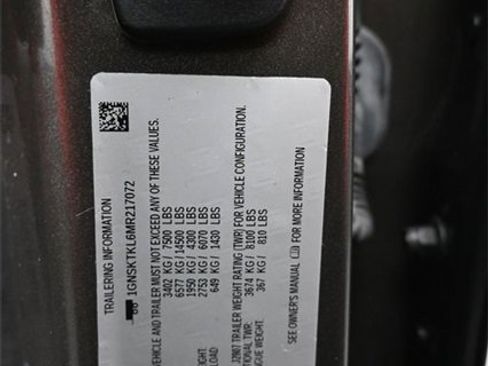 TRAILERING INFORMATION
1GNSKTKL6MR217072
VEHICLE AND TRAILER MUST NOT EXCEED ANY OF THESE VALUES.
3402 KG / 7500 LBS
6577 KG / 14500 LBS
1950 KG / 4300 LBS
2753 KG / 6070 LBS
649 KG / 1430 LBS
J2807 TRAILER WEIGHT RATING (TWR) FOR VEHICLE CONFIGURATION.
3674 KG / 8100 LBS
367 KG / 810 LBS
SEE OWNER'S MANUAL FOR MORE INFORMATION